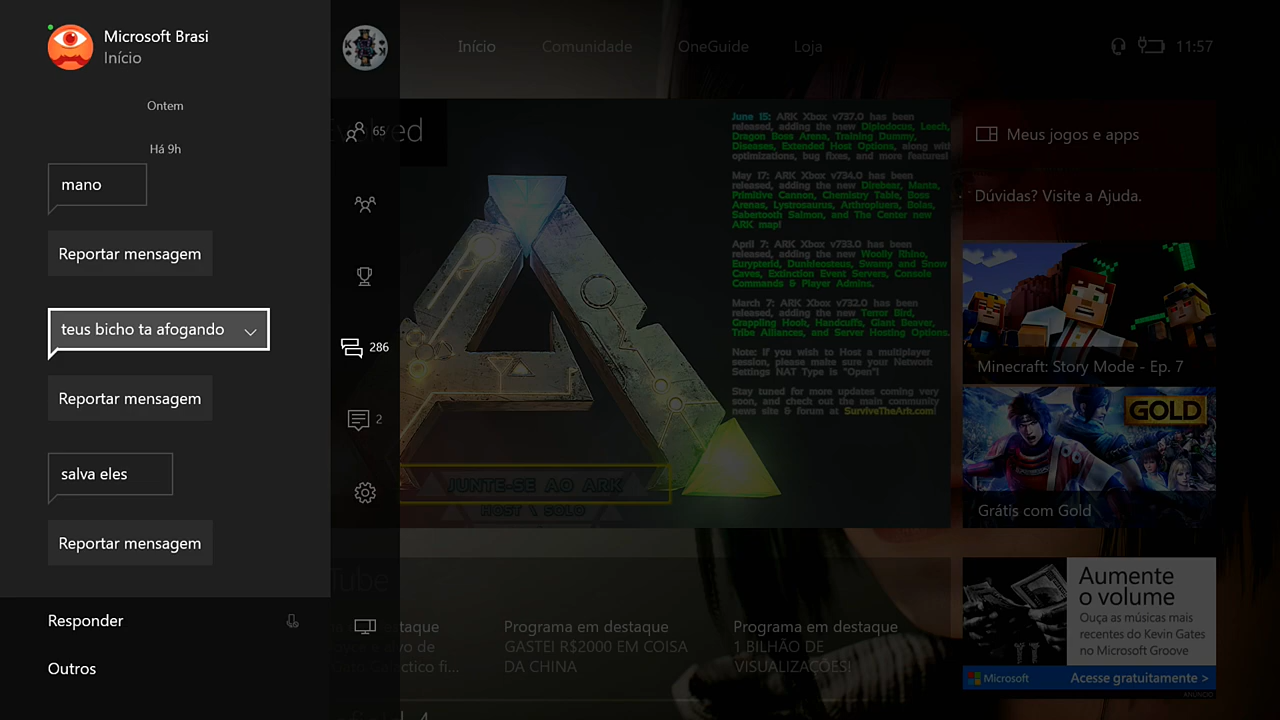 Microsoft Brasi
Início
Ontem
Há 9h
mano
Reportar mensagem
teus bicho ta afogando
Reportar mensagem
salva eles
Reportar mensagem
Responder
Outros
65
286
2
Início
Comunidade
OneGuide
Loja
11:57
olved
June 15: ARK Xbox v737.0 has been
released, adding the new Diplodocus, Leech,
Dragon Boss Arena, Training Dummy,
Diseases, Extended Host Options, along with
optimizations, bug fixes, and more features!
May 17: ARK Xbox v734.0 has been
released, adding the new Direbear, Manta,
Primitive Cannon, Chemistry Table, Boss
Arenas, Lystrosaurus, Arthropluera, Bolas,
Sabertooth Salmon, and The Center new
ARK map!
April 7: ARK Xbox v733.0 has been
released, adding the new Woolly Rhino,
Eurypterid, Dunkleosteus, Swamp and Snow
Caves, Extinction Event Servers, Console
Commands & Player Admins.
March 7: ARK Xbox v732.0 has been
released, adding the new Terror Bird,
Grappling Hook, Handcuffs, Giant Beaver,
Tribe Alliances, and Server Hosting Options.
Note: if you wish to Host a multiplayer
session, please make sure your Network
Settings NAT Type is "Open"!
Stay tuned for more updates coming very
soon, and check out the main community
news site & forum at SurviveTheArk.com!
JUNTE-SE AO ARK
HOST \ SOLO
Meus jogos e apps
Dúvidas? Visite a Ajuda.
Minecraft: Story Mode - Ep. 7
GOLD
Grátis com Gold
Tube
Programa em destaque
GASTEI R$2000 EM COISA
DA CHINA
Programa em destaque
1 BILHÃO DE
VISUALIZAÇÕES!
Aumente
o volume
Ouça as músicas mais
recentes do Kevin Gates
no Microsoft Groove
Microsoft
Acesse gratuitamente >
ANÚNCIO